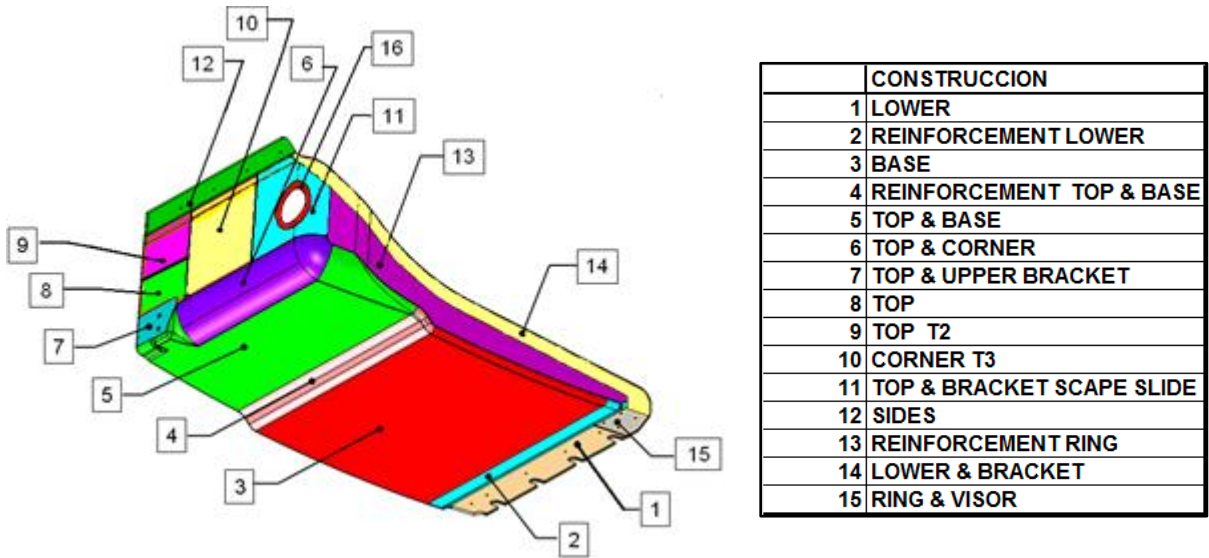 10
16
12
6
11
13
9
14
8
7
5
4
15
3
1
2
CONSTRUCCION
1 LOWER
2 REINFORCEMENT LOWER
3 BASE
4 REINFORCEMENT TOP & BASE
5 TOP & BASE
6 TOP & CORNER
7 TOP & UPPER BRACKET
8 TOP
9 TOP T2
10 CORNER T3
11 TOP & BRACKET SCAPE SLIDE
12 SIDES
13 REINFORCEMENT RING
14 LOWER & BRACKET
15 RING & VISOR